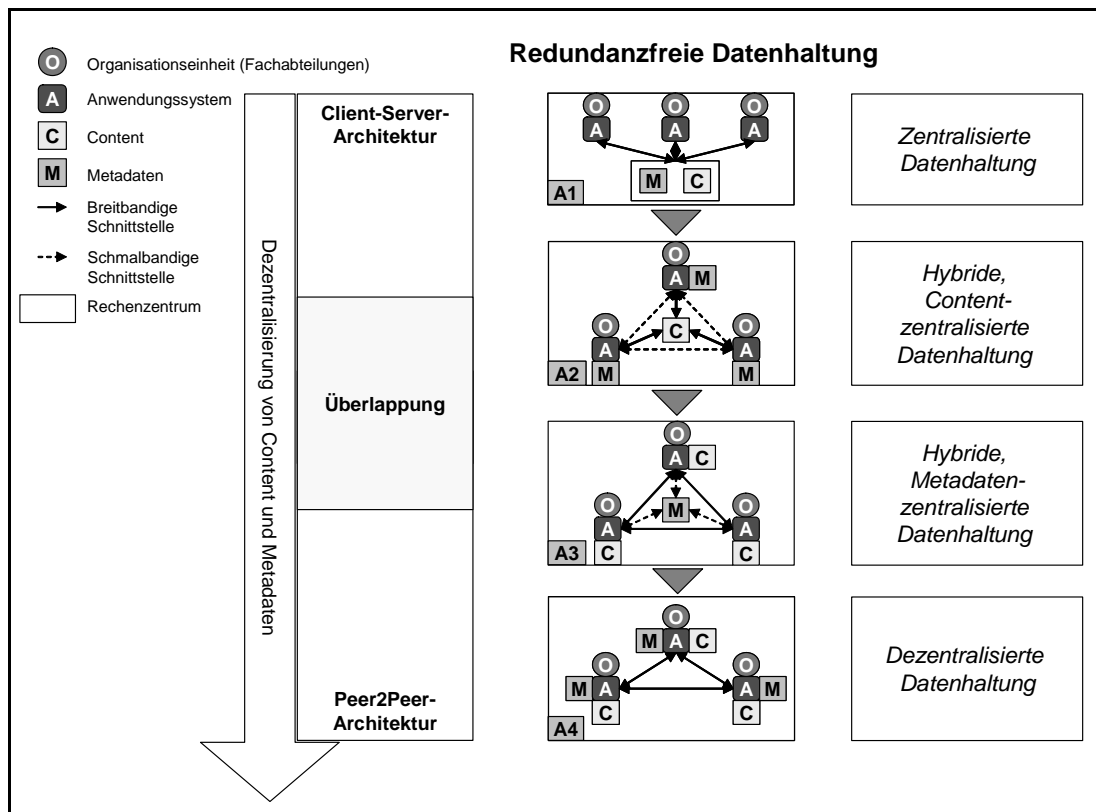 Redundanzfreie Datenhaltung
O Organisationseinheit (Fachabteilungen)
A Anwendungssystem
C Content
M Metadaten
Breitbandige
Schnittstelle
Schmalbandige
Schnittstelle
Rechenzentrum
Dezentralisierung von Content und Metadaten
Client-Server-
Architektur
Überlappung
Peer2Peer-
Architektur
O O O
A A A
M C
A1
Zentralisierte
Datenhaltung
O
A M
C
O O
A A
M M
A2
Hybride,
Content-
zentralisierte
Datenhaltung
O
A C
M
O O
A A
C C
A3
Hybride,
Metadaten-
zentralisierte
Datenhaltung
O
M A C
O O
M A A M
C C
A4
Dezentralisierte
Datenhaltung